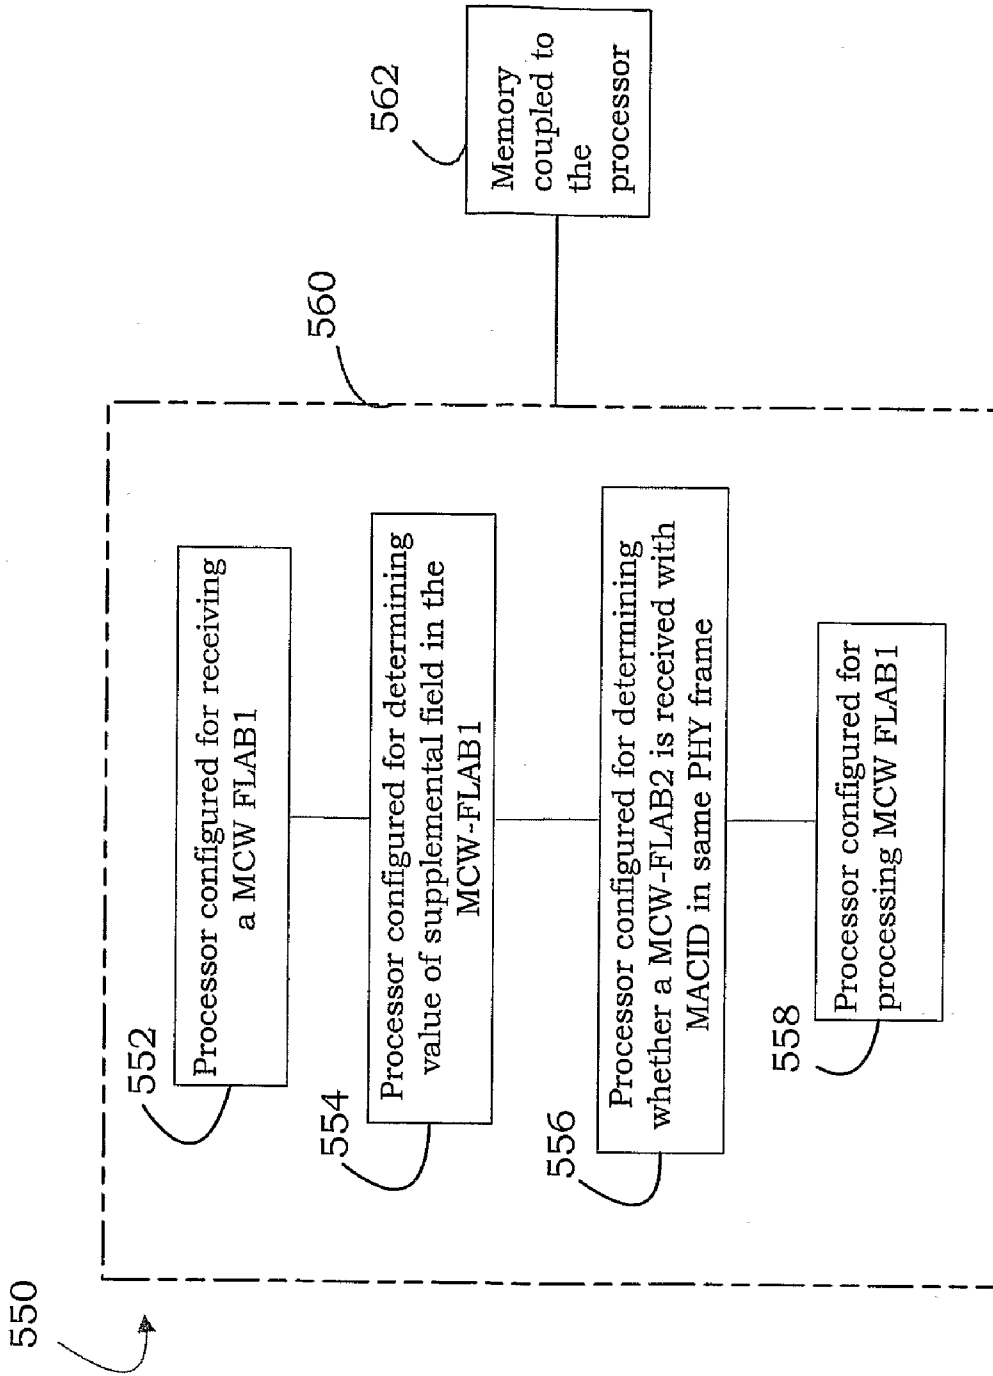 550
560
562
552
Processor configured for receiving
a MCW FLAB1
554
Processor configured for determining
value of supplemental field in the
MCW-FLAB1
556
Processor configured for determining
whether a MCW-FLAB2 is received with
MACID in same PHY frame
558
Processor configured for
processing MCW FLAB1
Memory
coupled to
the
processor